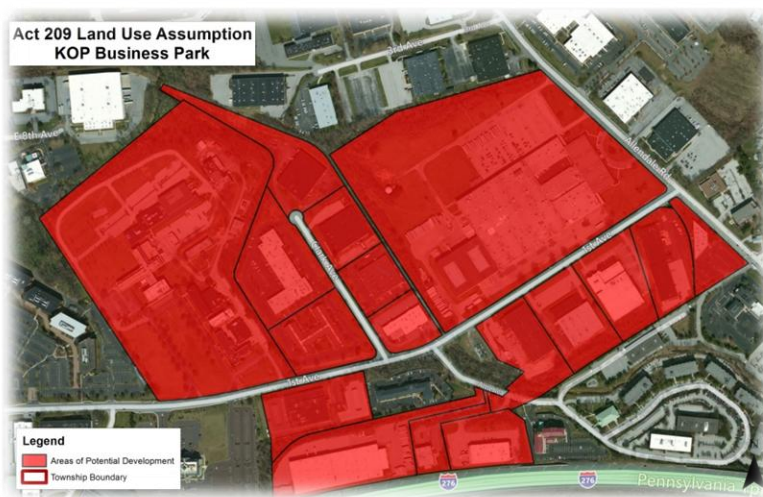 Act 209 Land Use Assumption
KOP Business Park
3rd Ave
E 8th Ave
Allendale Rd
1st Ave
1st Ave
Legend
Areas of Potential Development
Township Boundary
276
276
Pennsylvania